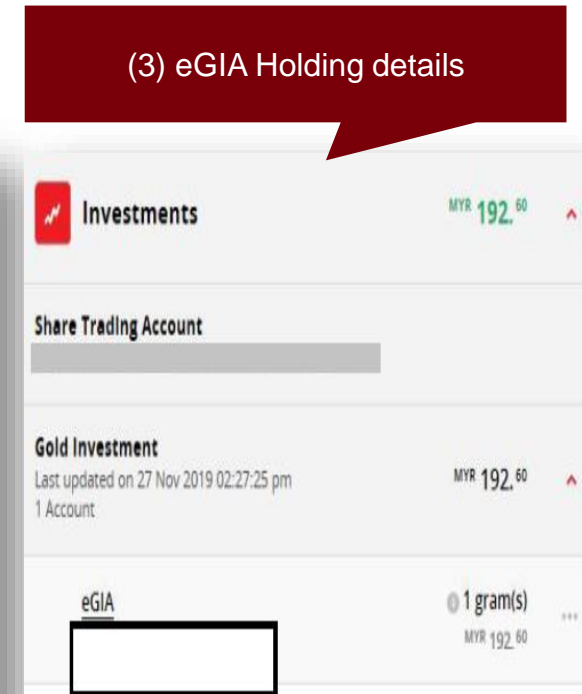 (3) eGIA Holding details
Investments MYR 192.60
Share Trading Account
Gold Investment
Last updated on 27 Nov 2019 02:27:25 pm MYR 192.60
1 Account
eGIA 1 gram(s)
MYR 192.60